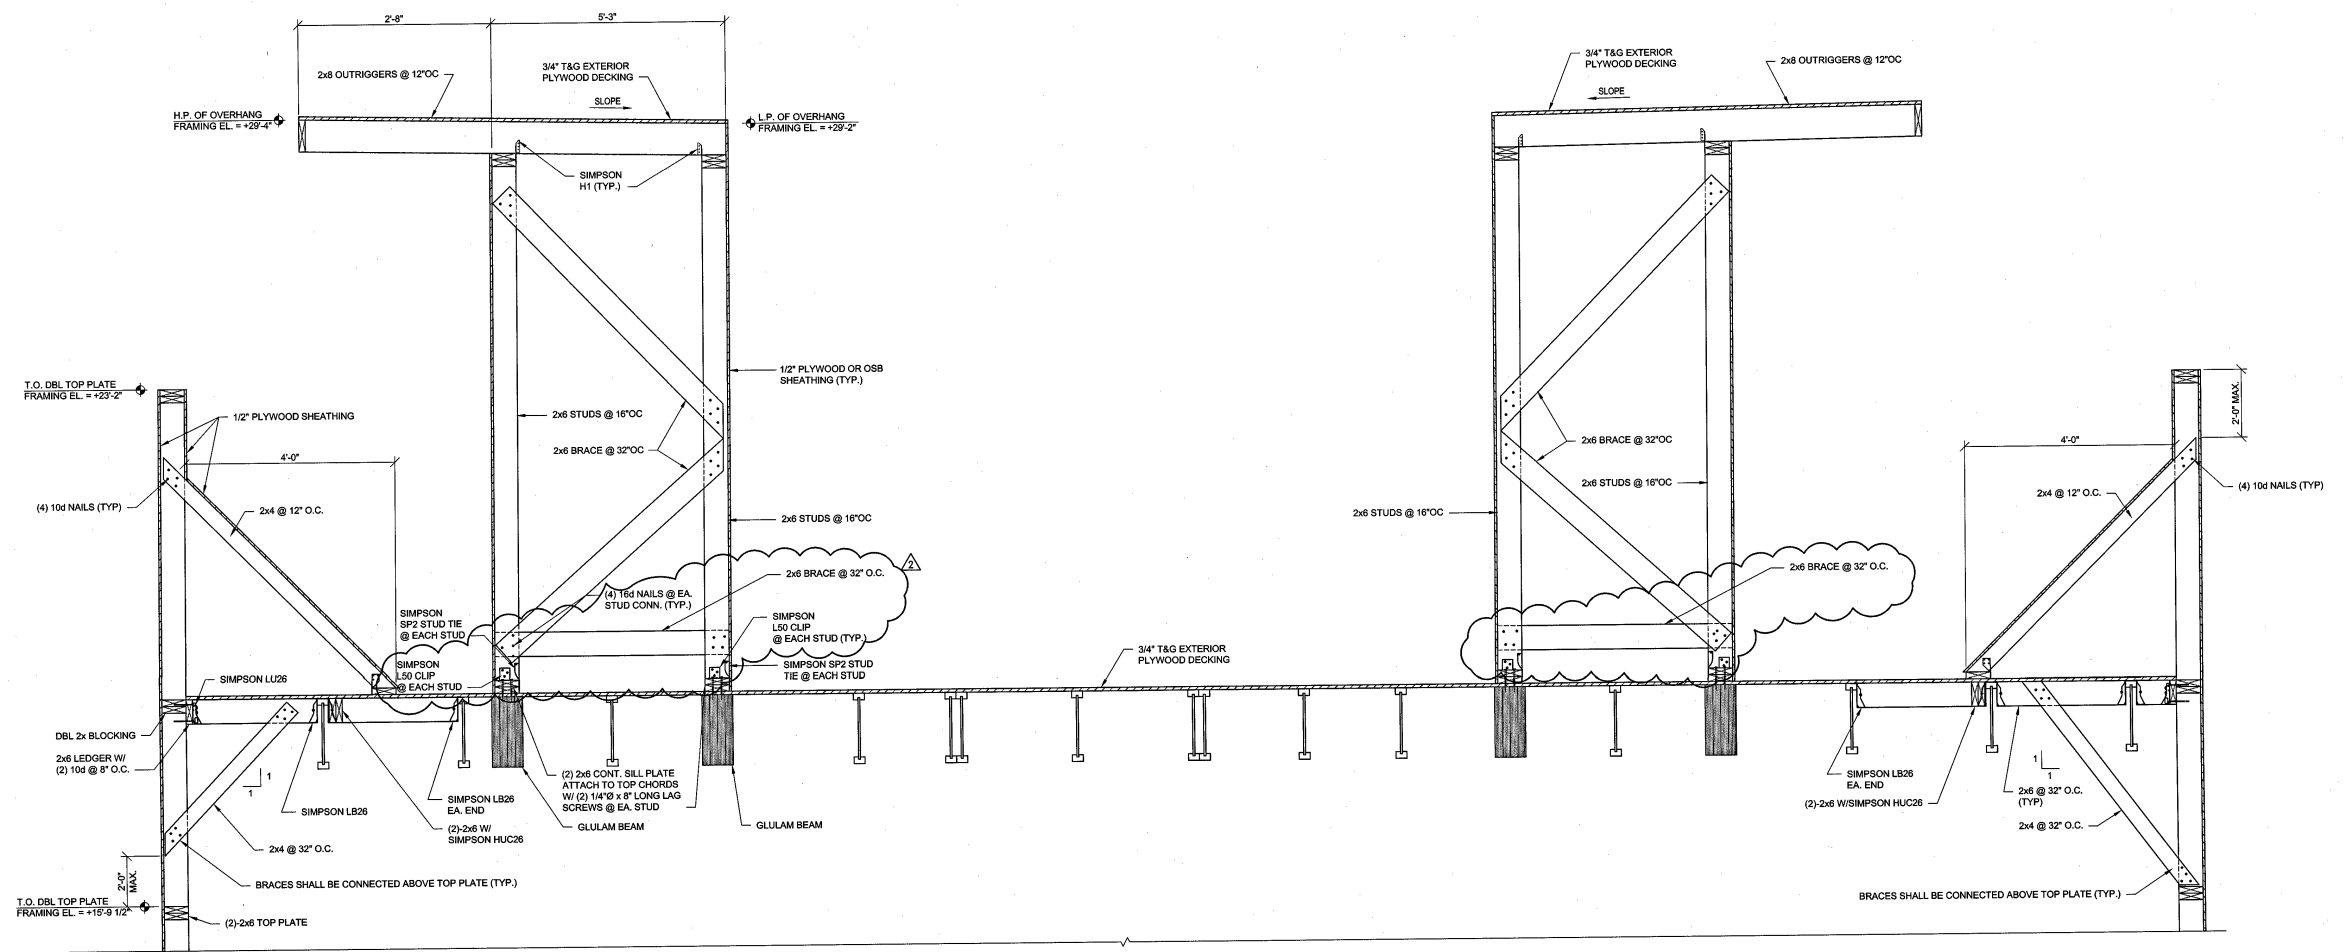 2'-8"
5'-3"
2x8 OUTRIGGERS @ 12"OC
3/4" T&G EXTERIOR
PLYWOOD DECKING
SLOPE
H.P. OF OVERHANG
FRAMING EL. = +29'-4"
L.P. OF OVERHANG
FRAMING EL. = +29'-2"
SIMPSON
H1 (TYP.)
3/4" T&G EXTERIOR
PLYWOOD DECKING
2x8 OUTRIGGERS @ 12"OC
SLOPE
T.O. DBL TOP PLATE
FRAMING EL. = +23'-2"
1/2" PLYWOOD SHEATHING
4'-0"
(4) 10d NAILS (TYP)
2x4 @ 12" O.C.
2x6 STUDS @ 16"OC
2x6 BRACE @ 32"OC
1/2" PLYWOOD OR OSB
SHEATHING (TYP.)
2x6 STUDS @ 16"OC
2
2x6 BRACE @ 32" O.C.
(4) 16d NAILS @ EA.
STUD CONN. (TYP.)
SIMPSON
SP2 STUD TIE
@ EACH STUD
SIMPSON
L50 CLIP
@ EACH STUD (TYP.)
SIMPSON
L50 CLIP
@ EACH STUD
SIMPSON SP2 STUD
TIE @ EACH STUD
SIMPSON LU26
3/4" T&G EXTERIOR
PLYWOOD DECKING
2x6 BRACE @ 32"OC
2x6 STUDS @ 16"OC
2x6 STUDS @ 16"OC
2x6 BRACE @ 32" O.C.
4'-0"
2'-0" MAX.
2x4 @ 12" O.C.
(4) 10d NAILS (TYP)
DBL 2x BLOCKING
2x6 LEDGER W/
(2) 10d @ 8" O.C.
1
1
SIMPSON LB26
SIMPSON LB26
EA. END
(2)-2x6 W/
SIMPSON HUC26
(2) 2x6 CONT. SILL PLATE
ATTACH TO TOP CHORDS
W/ (2) 1/4"Ø x 8" LONG LAG
SCREWS @ EA. STUD
GLULAM BEAM
GLULAM BEAM
2x4 @ 32" O.C.
2'-0"
MAX.
BRACES SHALL BE CONNECTED ABOVE TOP PLATE (TYP.)
T.O. DBL TOP PLATE
FRAMING EL. = +15'-9 1/2"
(2)-2x6 TOP PLATE
SIMPSON LB26
EA. END
(2)-2x6 W/SIMPSON HUC26
1
1
2x6 @ 32" O.C.
(TYP)
2x4 @ 32" O.C.
BRACES SHALL BE CONNECTED ABOVE TOP PLATE (TYP.)